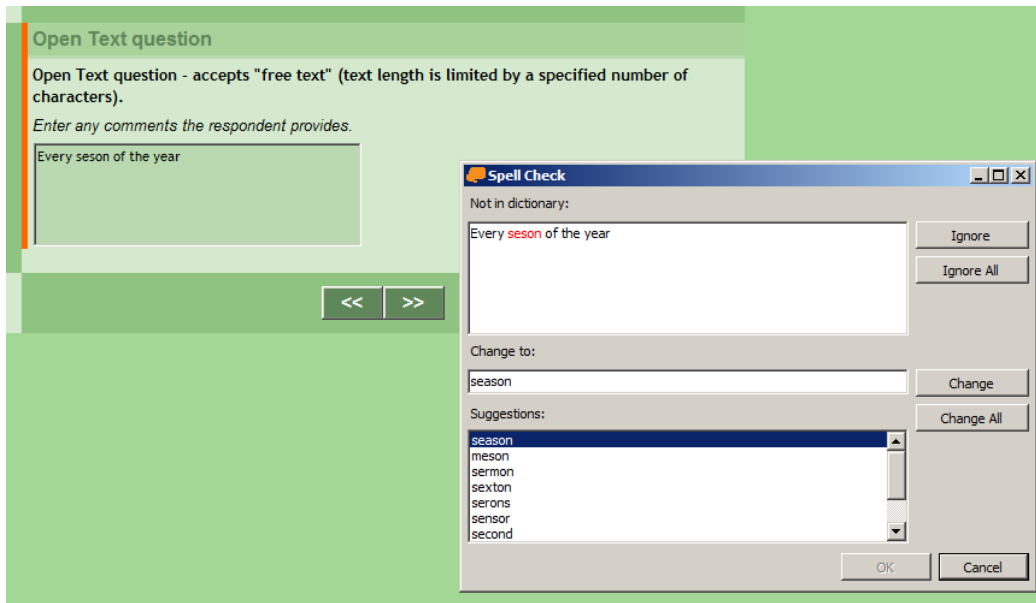 Open Text question
Open Text question - accepts "free text" (text length is limited by a specified number of
characters).
Enter any comments the respondent provides.
Every seson of the year
<< >>
Spell Check
Not in dictionary:
Every seson of the year
Ignore
Ignore All
Change to:
season
Change
Suggestions:
Change All
season
meson
sermon
sexton
serons
sensor
second
OK Cancel